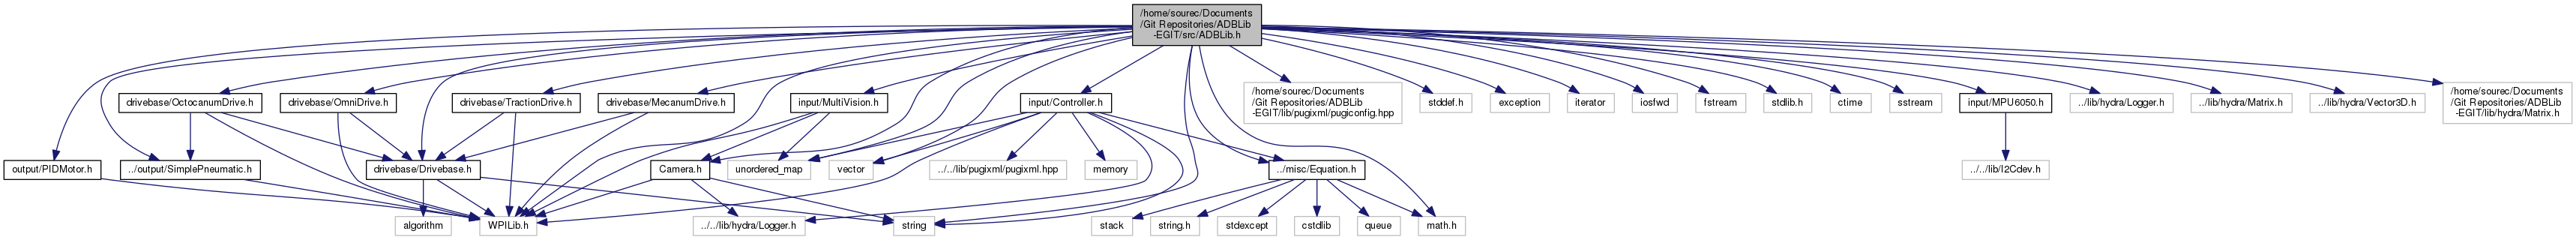 /home/sourec/Documents
/Git Repositories/ADBLib
-EGIT/src/ADBLib.h
drivebase/OctocanumDrive.h
drivebase/OmniDrive.h
drivebase/TractionDrive.h
drivebase/MecanumDrive.h
input/MultiVision.h
input/Controller.h
/home/sourec/Documents
/Git Repositories/ADBLib
-EGIT/lib/pugixml/pugiconfig.hpp
stddef.h
exception
iterator
iosfwd
fstream
stdlib.h
ctime
sstream
input/MPU6050.h
../lib/hydra/Logger.h
../lib/hydra/Matrix.h
../lib/hydra/Vector3D.h
/home/sourec/Documents
/Git Repositories/ADBLib
-EGIT/lib/hydra/Matrix.h
output/PIDMotor.h
../output/SimplePneumatic.h
drivebase/Drivebase.h
Camera.h
unordered_map
vector
../../lib/pugixml/pugixml.hpp
memory
../misc/Equation.h
../../lib/I2Cdev.h
algorithm
WPILib.h
../../lib/hydra/Logger.h
string
stack
string.h
stdexcept
cstdlib
queue
math.h